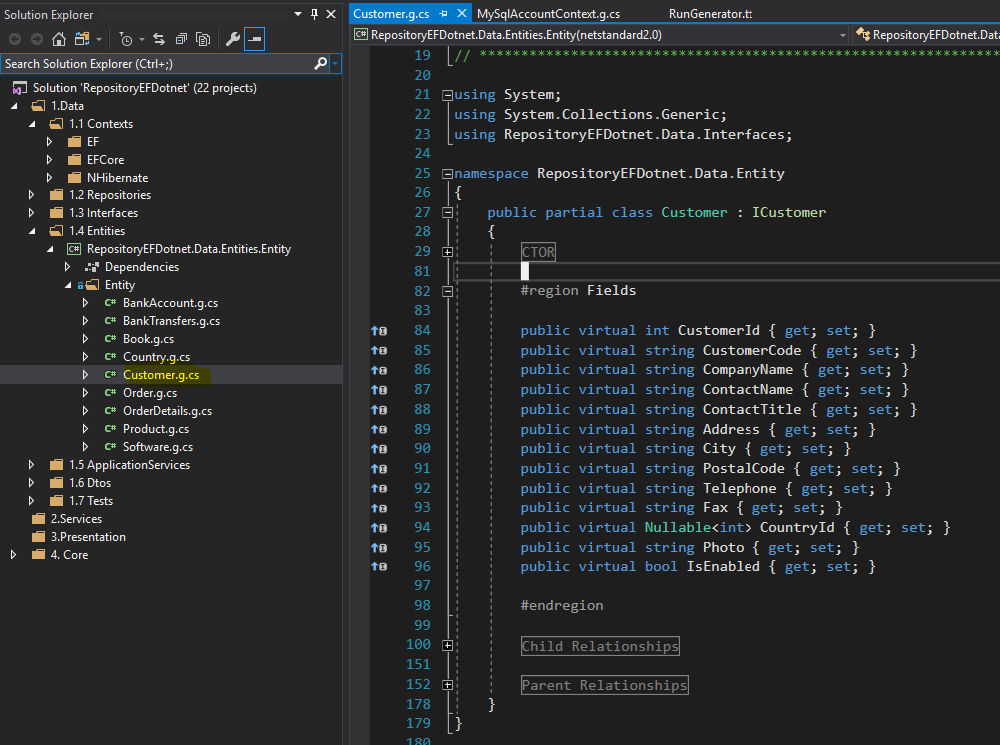 Solution Explorer
Search Solution Explorer (Ctrl+;)
Solution 'RepositoryEFDotnet' (22 projects)
1.Data
1.1 Contexts
EF
EFCore
NHibernate
1.2 Repositories
1.3 Interfaces
1.4 Entities
RepositoryEFDotnet.Data.Entities.Entity
Dependencies
Entity
BankAccount.g.cs
BankTransfers.g.cs
Book.g.cs
Country.g.cs
Customer.g.cs
Order.g.cs
OrderDetails.g.cs
Product.g.cs
Software.g.cs
1.5 ApplicationServices
1.6 Dtos
1.7 Tests
2.Services
3.Presentation
4. Core
Customer.g.cs MySqlAccountContext.g.cs RunGenerator.tt
RepositoryEFDotnet.Data.Entities.Entity(netstandard2.0) RepositoryEFDotnet.Data
19 // ******************************************************************
20
21 using System;
22 using System.Collections.Generic;
23 using RepositoryEFDotnet.Data.Interfaces;
24
25 namespace RepositoryEFDotnet.Data.Entity
26 {
27 public partial class Customer : ICustomer
28 {
29 CTOR
81
82 #region Fields
83
84 public virtual int CustomerId { get; set; }
85 public virtual string CustomerCode { get; set; }
86 public virtual string CompanyName { get; set; }
87 public virtual string ContactName { get; set; }
88 public virtual string ContactTitle { get; set; }
89 public virtual string Address { get; set; }
90 public virtual string City { get; set; }
91 public virtual string PostalCode { get; set; }
92 public virtual string Telephone { get; set; }
93 public virtual string Fax { get; set; }
94 public virtual Nullable<int> CountryId { get; set; }
95 public virtual string Photo { get; set; }
96 public virtual bool IsEnabled { get; set; }
97
98 #endregion
99
100 Child Relationships
151
152 Parent Relationships
178 }
179 }
180